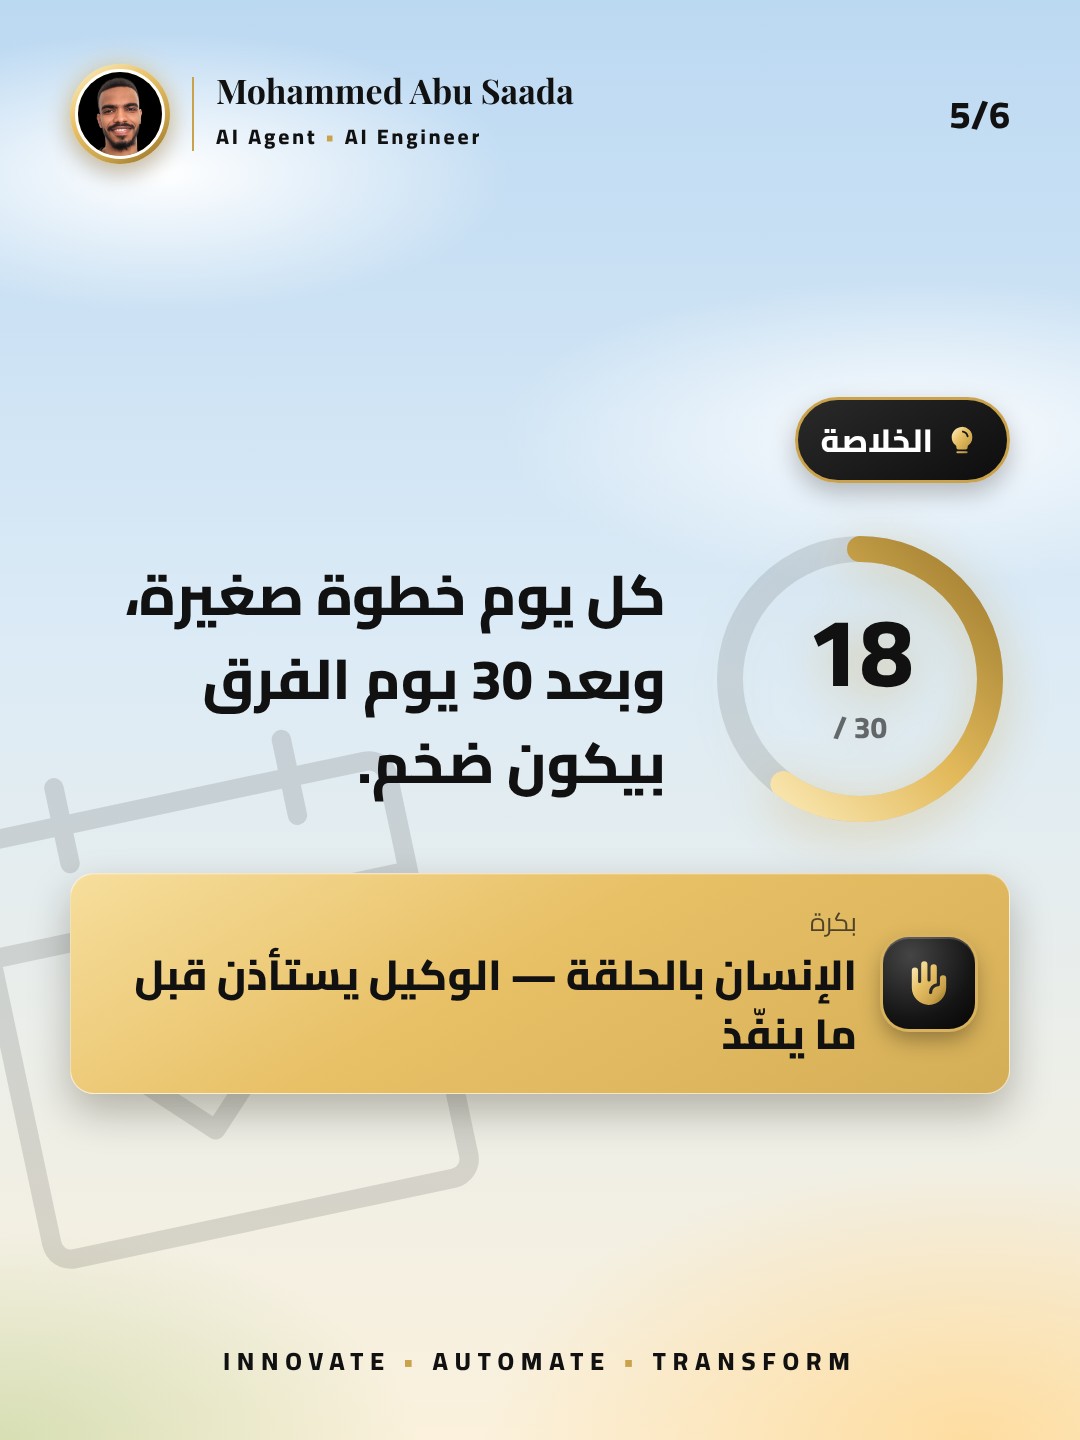 Mohammed Abu Saada
AI Agent ▪ AI Engineer
5/6
الخلاصة
18
/ 30
كل يوم خطوة صغيرة،
وبعد 30 يوم الفرق
بيكون ضخم.
بكرة
الإنسان بالحلقة — الوكيل يستأذن قبل
ما ينفّذ
INNOVATE ▪ AUTOMATE ▪ TRANSFORM